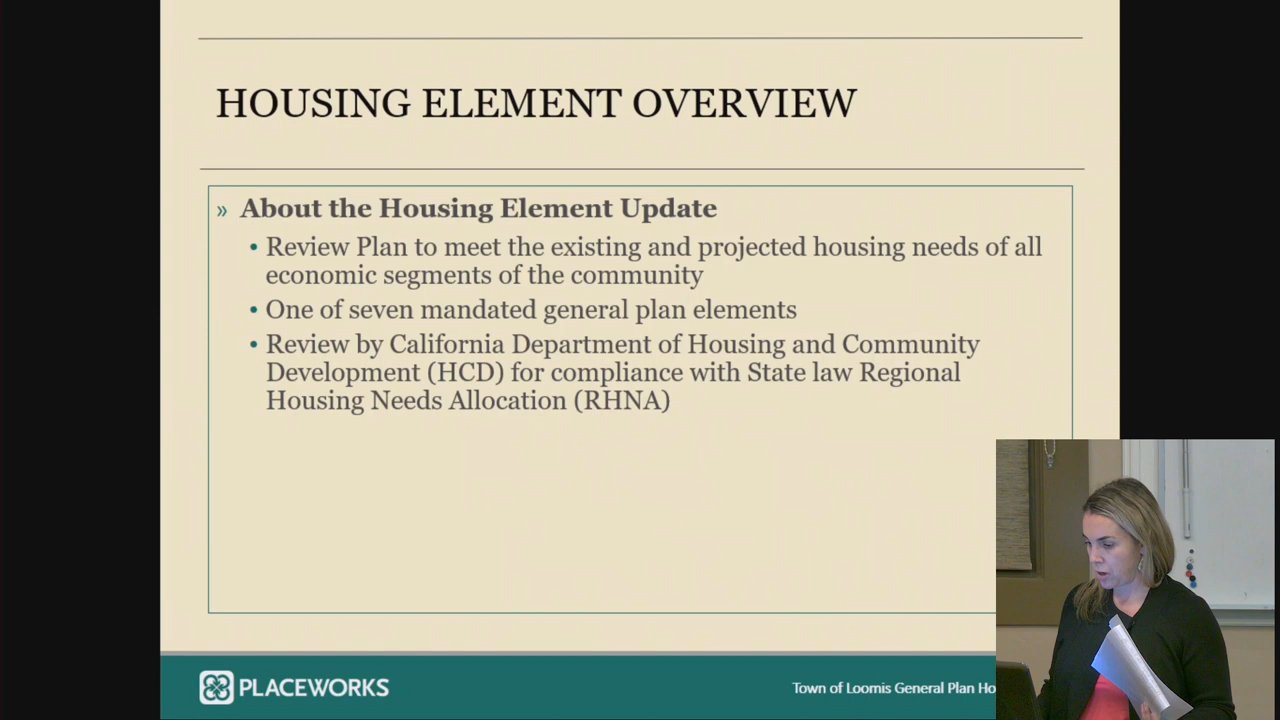 HOUSING ELEMENT OVERVIEW
» About the Housing Element Update
• Review Plan to meet the existing and projected housing needs of all
economic segments of the community
• One of seven mandated general plan elements
• Review by California Department of Housing and Community
Development (HCD) for compliance with State law Regional
Housing Needs Allocation (RHNA)
PLACEWORKS
Town of Loomis General Plan Ho